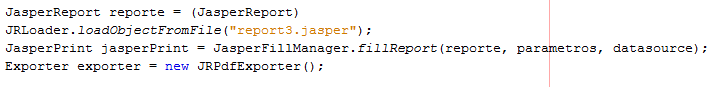 JasperReport reporte = (JasperReport)
JRLoader.loadObjectFromFile("report3.jasper");
JasperPrint jasperPrint = JasperFillManager.fillReport(reporte, parametros, datasource);
Exporter exporter = new JRPdfExporter();